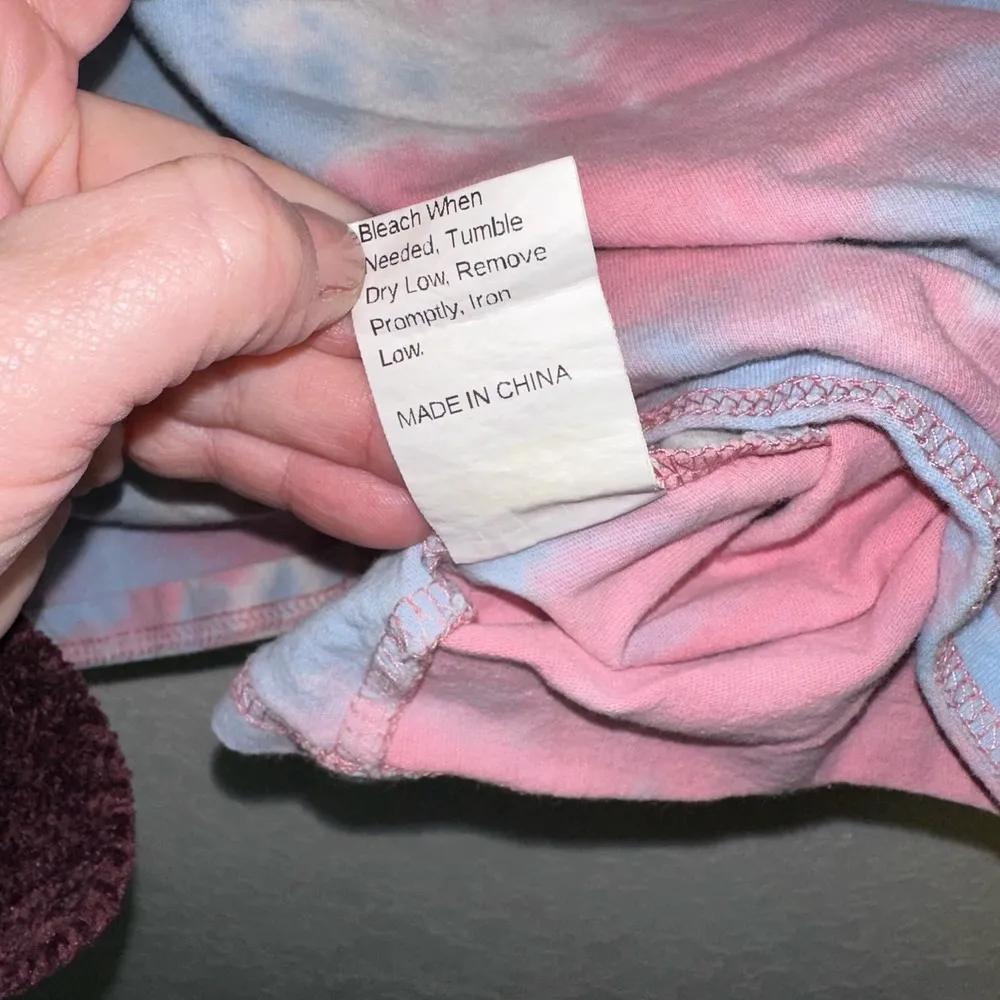 Bleach When
Needed, Tumble
Dry Low, Remove
Promptly, Iron
Low.
MADE IN CHINA